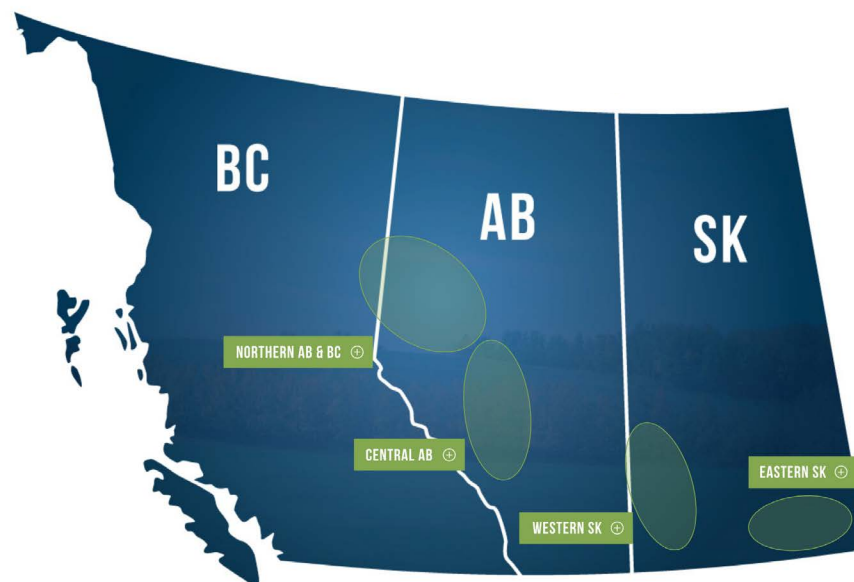 BC
AB
SK
NORTHERN AB & BC
CENTRAL AB
EASTERN SK
WESTERN SK